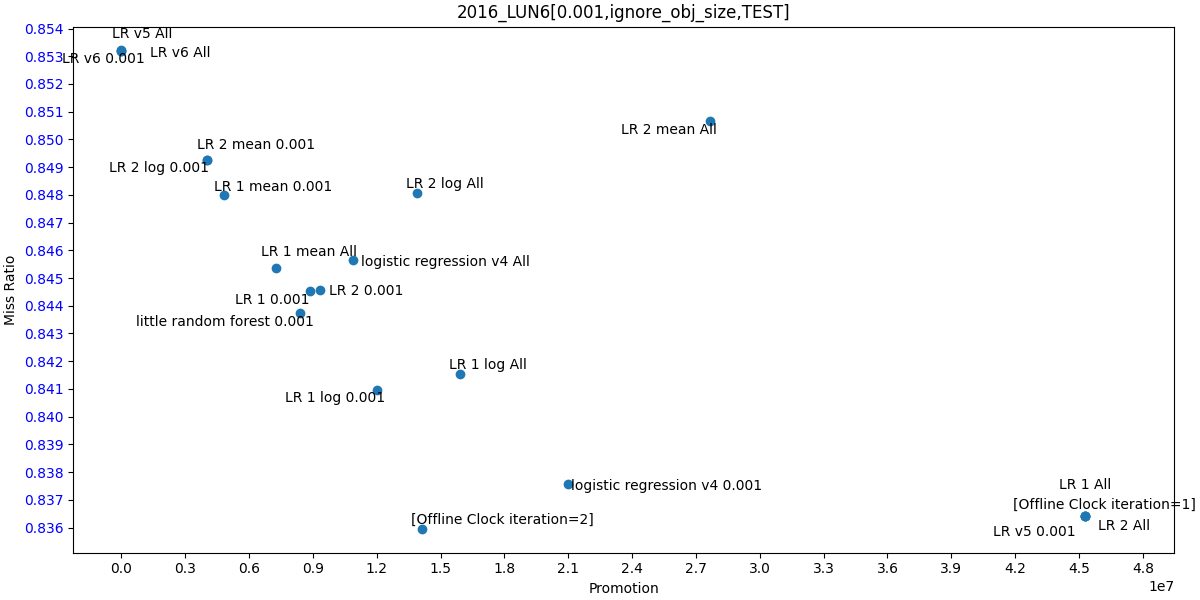 2016_LUN6[0.001,ignore_obj_size,TEST]
0.854
0.853
0.852
0.851
0.850
0.849
0.848
0.847
0.846
0.845
0.844
0.843
0.842
0.841
0.840
0.839
0.838
0.837
0.836
Miss Ratio
LR v5 All
LR v6 All
LR v6 0.001
LR 2 mean All
LR 2 mean 0.001
LR 2 log 0.001
LR 1 mean 0.001
LR 2 log All
LR 1 mean All
logistic regression v4 All
LR 1 0.001
LR 2 0.001
little random forest 0.001
LR 1 log All
LR 1 log 0.001
logistic regression v4 0.001
LR 1 All
[Offline Clock iteration=1]
[Offline Clock iteration=2]
LR v5 0.001
LR 2 All
0.0 0.3 0.6 0.9 1.2 1.5 1.8 2.1 2.4 2.7 3.0 3.3 3.6 3.9 4.2 4.5 4.8
1e7
Promotion